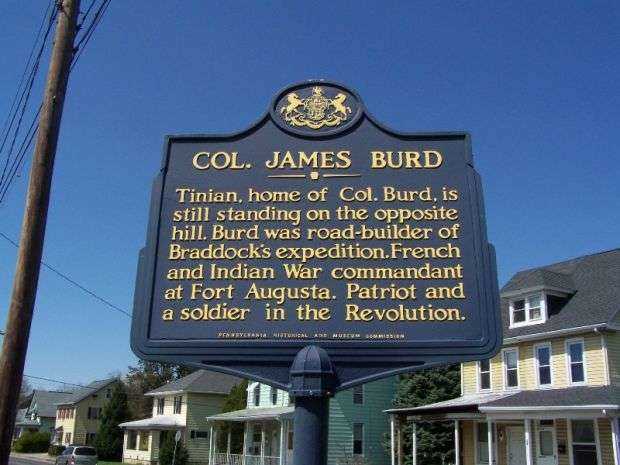 COL. JAMES BURD
Tinian, home of Col. Burd, is
still standing on the opposite
hill. Burd was road-builder of
Braddock's expedition. French
and Indian War commandant
at Fort Augusta. Patriot and
a soldier in the Revolution.
PENNSYLVANIA HISTORICAL AND MUSEUM COMMISSION